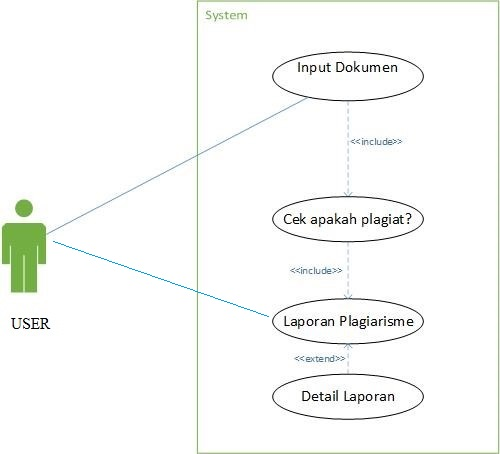 System
Input Dokumen
<<include>>
Cek apakah plagiat?
<<include>>
Laporan Plagiarisme
USER
<<extend>>
Detail Laporan